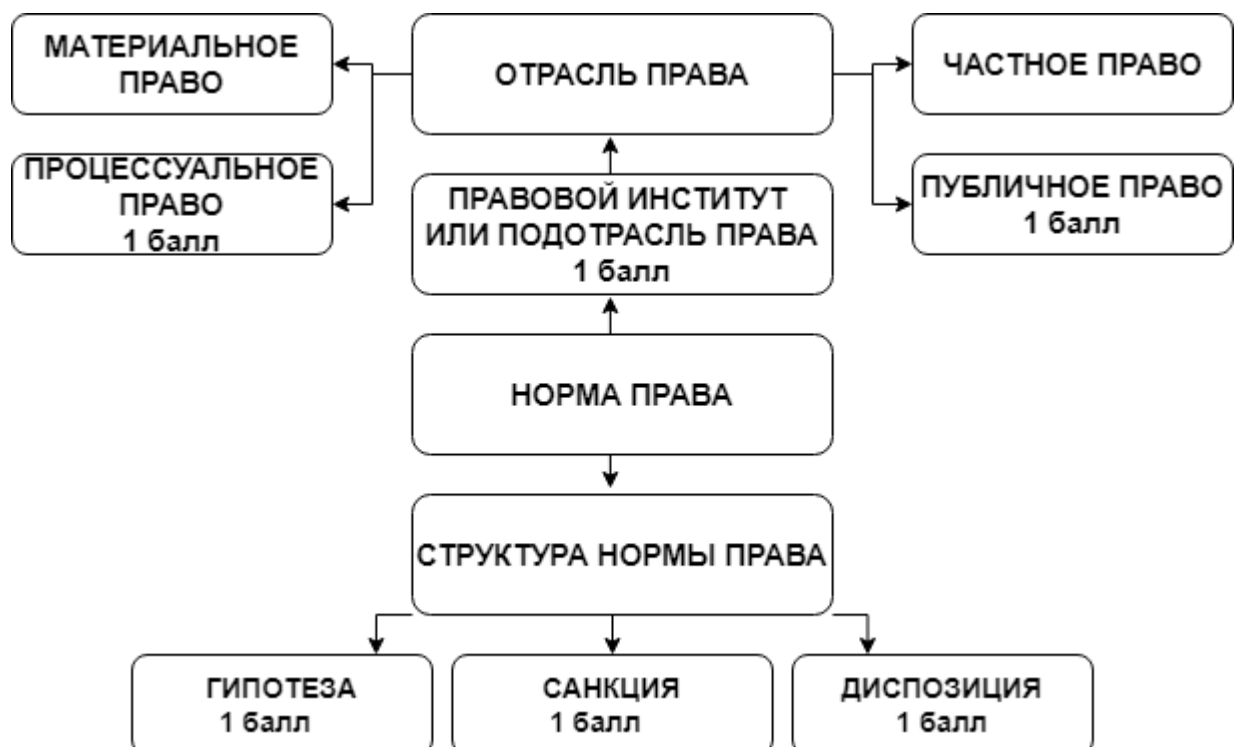 МАТЕРИАЛЬНОЕ
ПРАВО
ОТРАСЛЬ ПРАВА
ЧАСТНОЕ ПРАВО
ПРОЦЕССУАЛЬНОЕ
ПРАВО
1 балл
ПРАВОВОЙ ИНСТИТУТ
ИЛИ ПОДОТРАСЛЬ ПРАВА
1 балл
ПУБЛИЧНОЕ ПРАВО
1 балл
НОРМА ПРАВА
СТРУКТУРА НОРМЫ ПРАВА
ГИПОТЕЗА
1 балл
САНКЦИЯ
1 балл
ДИСПОЗИЦИЯ
1 балл